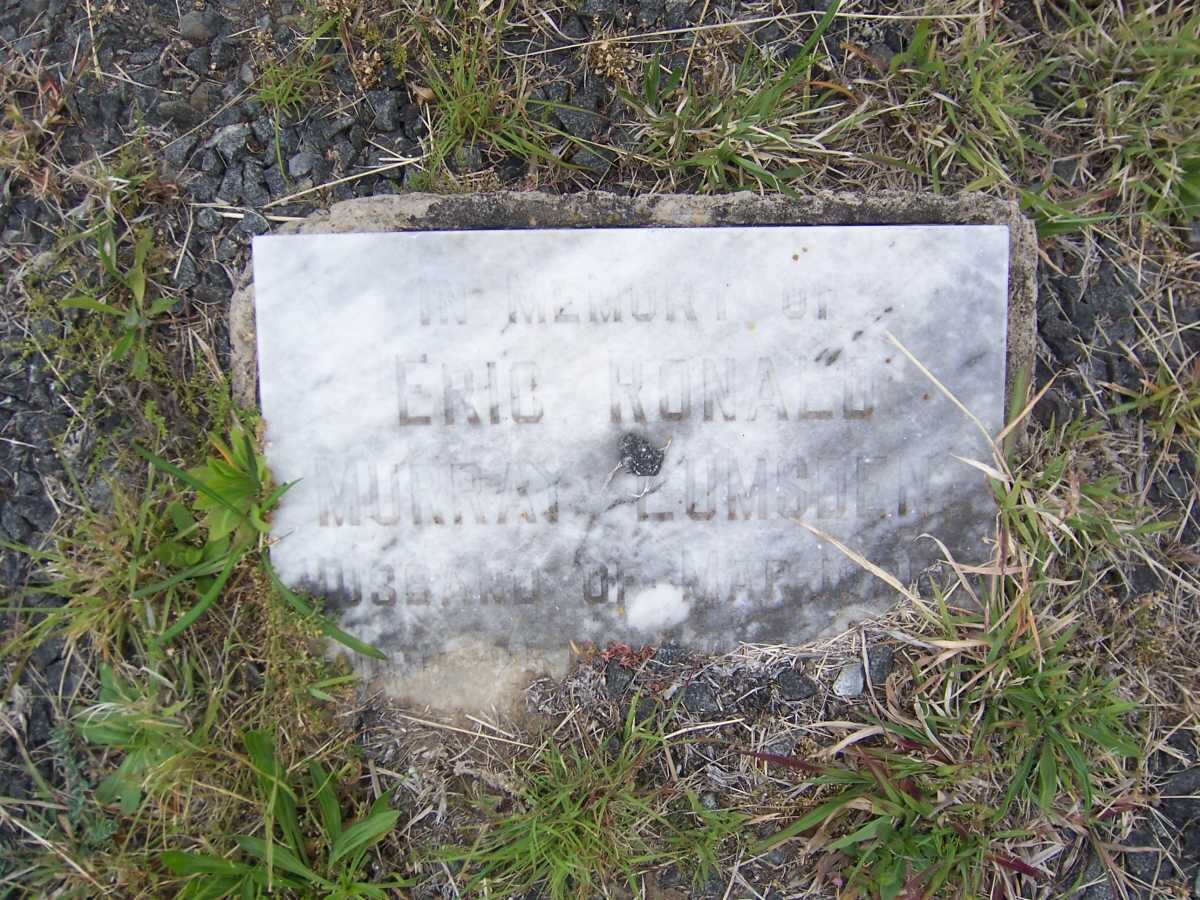 IN MEMORY OF
ERIC RONALD
MURRAY LUMSDEN
HUSBAND OF